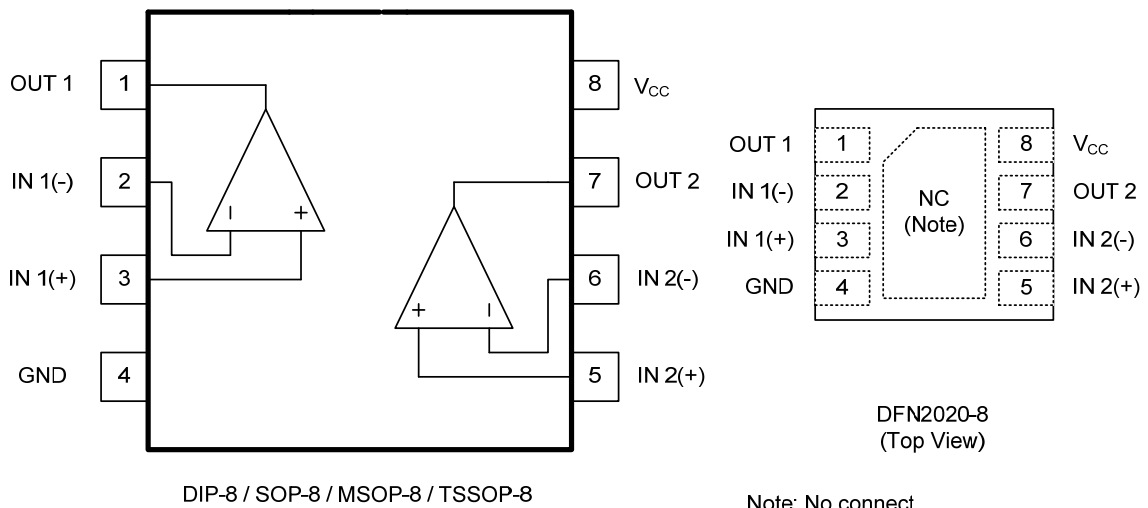 OUT 1 1 8 VCC
IN 1(-) 2 7 OUT 2
IN 1(+) 3 6 IN 2(-)
GND 4 5 IN 2(+)
- +
+ -
DIP-8 / SOP-8 / MSOP-8 / TSSOP-8
OUT 1 1 8 VCC
IN 1(-) 2 7 OUT 2
IN 1(+) 3 6 IN 2(-)
GND 4 5 IN 2(+)
NC
(Note)
DFN2020-8
(Top View)
Note: No connect